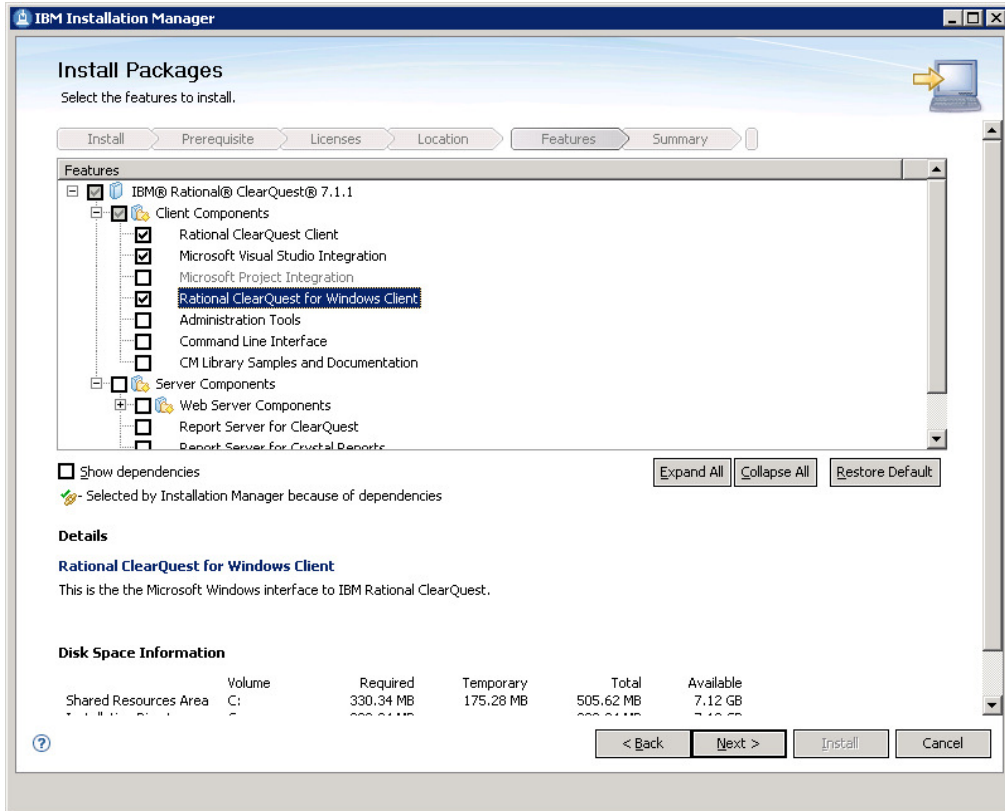 IBM Installation Manager
Install Packages
Select the features to install.
Install Prerequisite Licenses Location Features Summary
Features
IBM® Rational® ClearQuest® 7.1.1
Client Components
Rational ClearQuest Client
Microsoft Visual Studio Integration
Microsoft Project Integration
Rational ClearQuest for Windows Client
Administration Tools
Command Line Interface
CM Library Samples and Documentation
Server Components
Web Server Components
Report Server for ClearQuest
Report Server for Crystal Reports
Show dependencies Expand All Collapse All Restore Default
- Selected by Installation Manager because of dependencies
Details
Rational ClearQuest for Windows Client
This is the the Microsoft Windows interface to IBM Rational ClearQuest.
Disk Space Information
Volume Required Temporary Total Available
Shared Resources Area C: 330.34 MB 175.28 MB 505.62 MB 7.12 GB
? < Back Next > Install Cancel